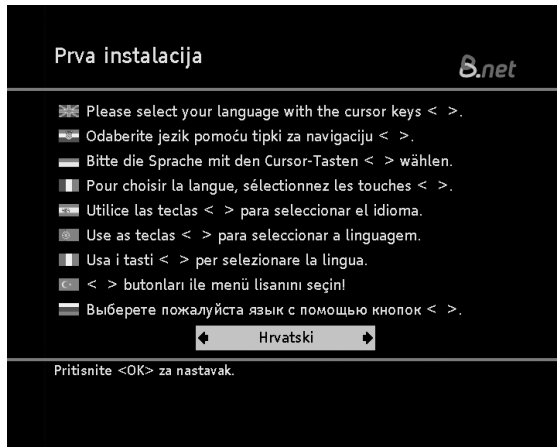 Prva instalacija
B.net
Please select your language with the cursor keys < >.
Odaberite jezik pomoću tipki za navigaciju < >.
Bitte die Sprache mit den Cursor-Tasten < > wählen.
Pour choisir la langue, sélectionnez les touches < >.
Utilice las teclas < > para seleccionar el idioma.
Use as teclas < > para seleccionar a linguagem.
Usa i tasti < > per selezionare la lingua.
< > butonları ile menü lisanını seçin!
Выберете пожалуйста язык с помощью кнопок < >.
Hrvatski
Pritisnite <OK> za nastavak.